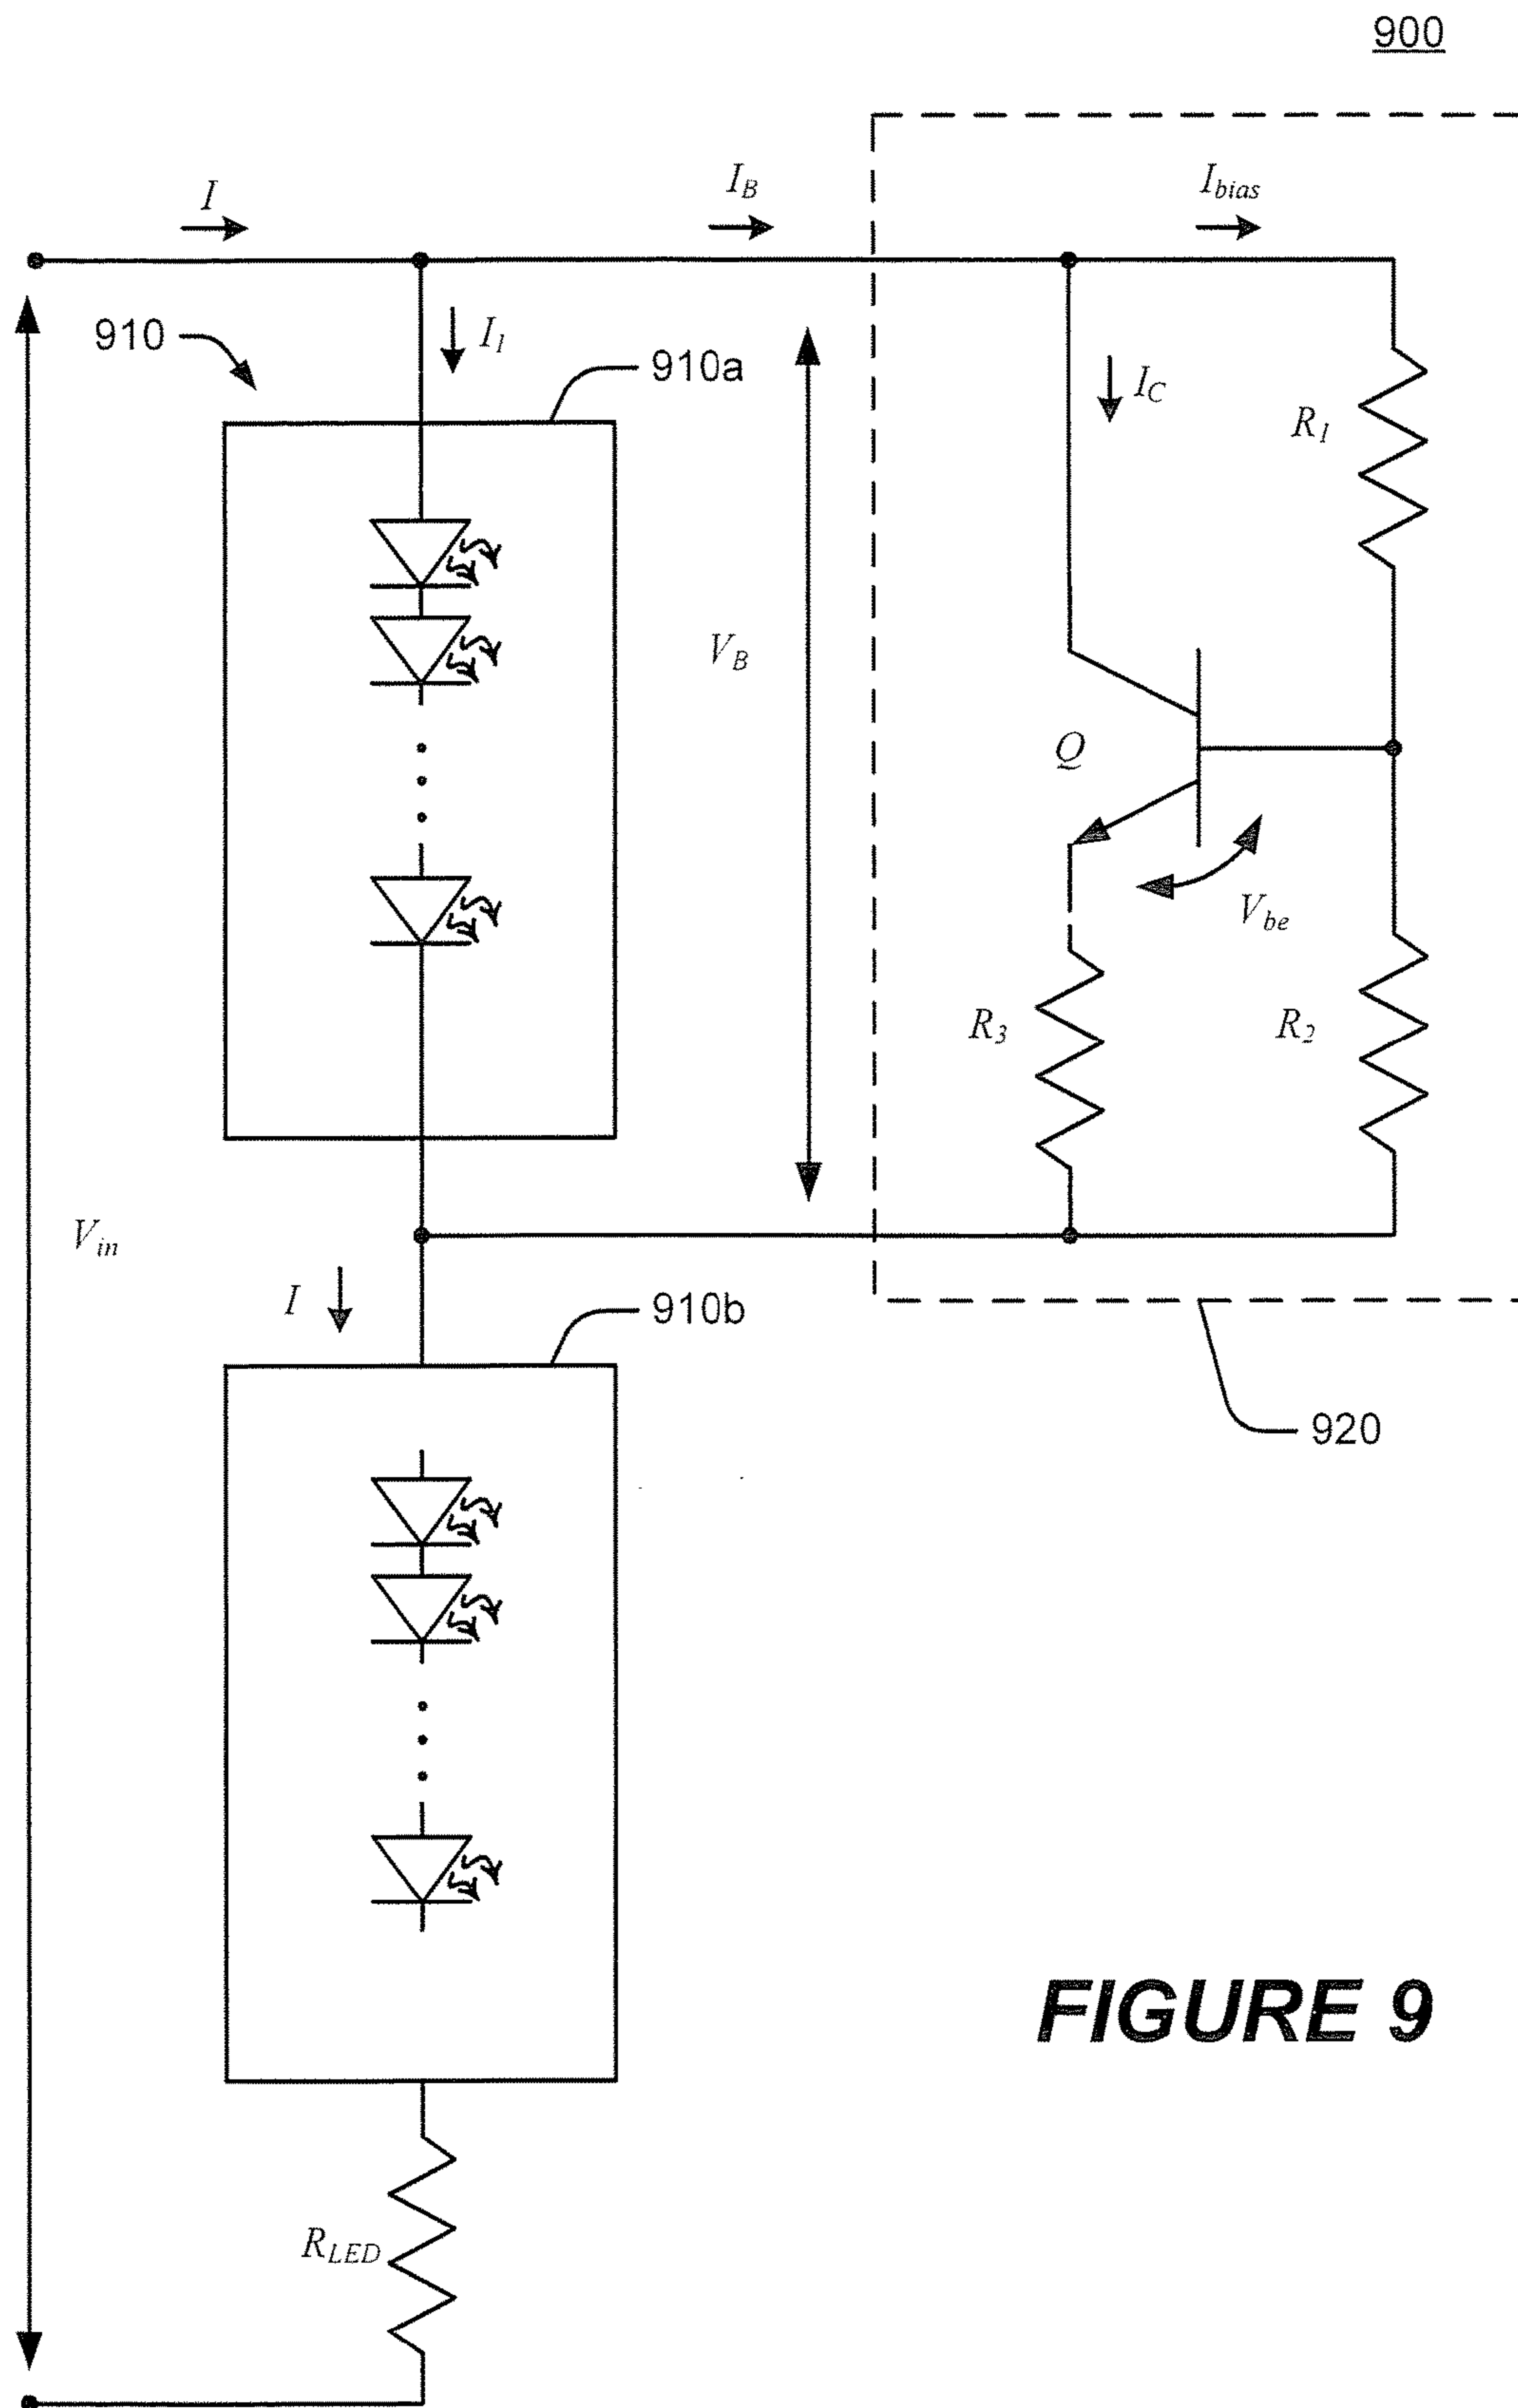 900
I
I_B
I_bias
910
I_1
910a
I_C
R_1
V_B
Q
V_be
R_3
R_2
V_in
I
910b
920
R_LED
FIGURE 9